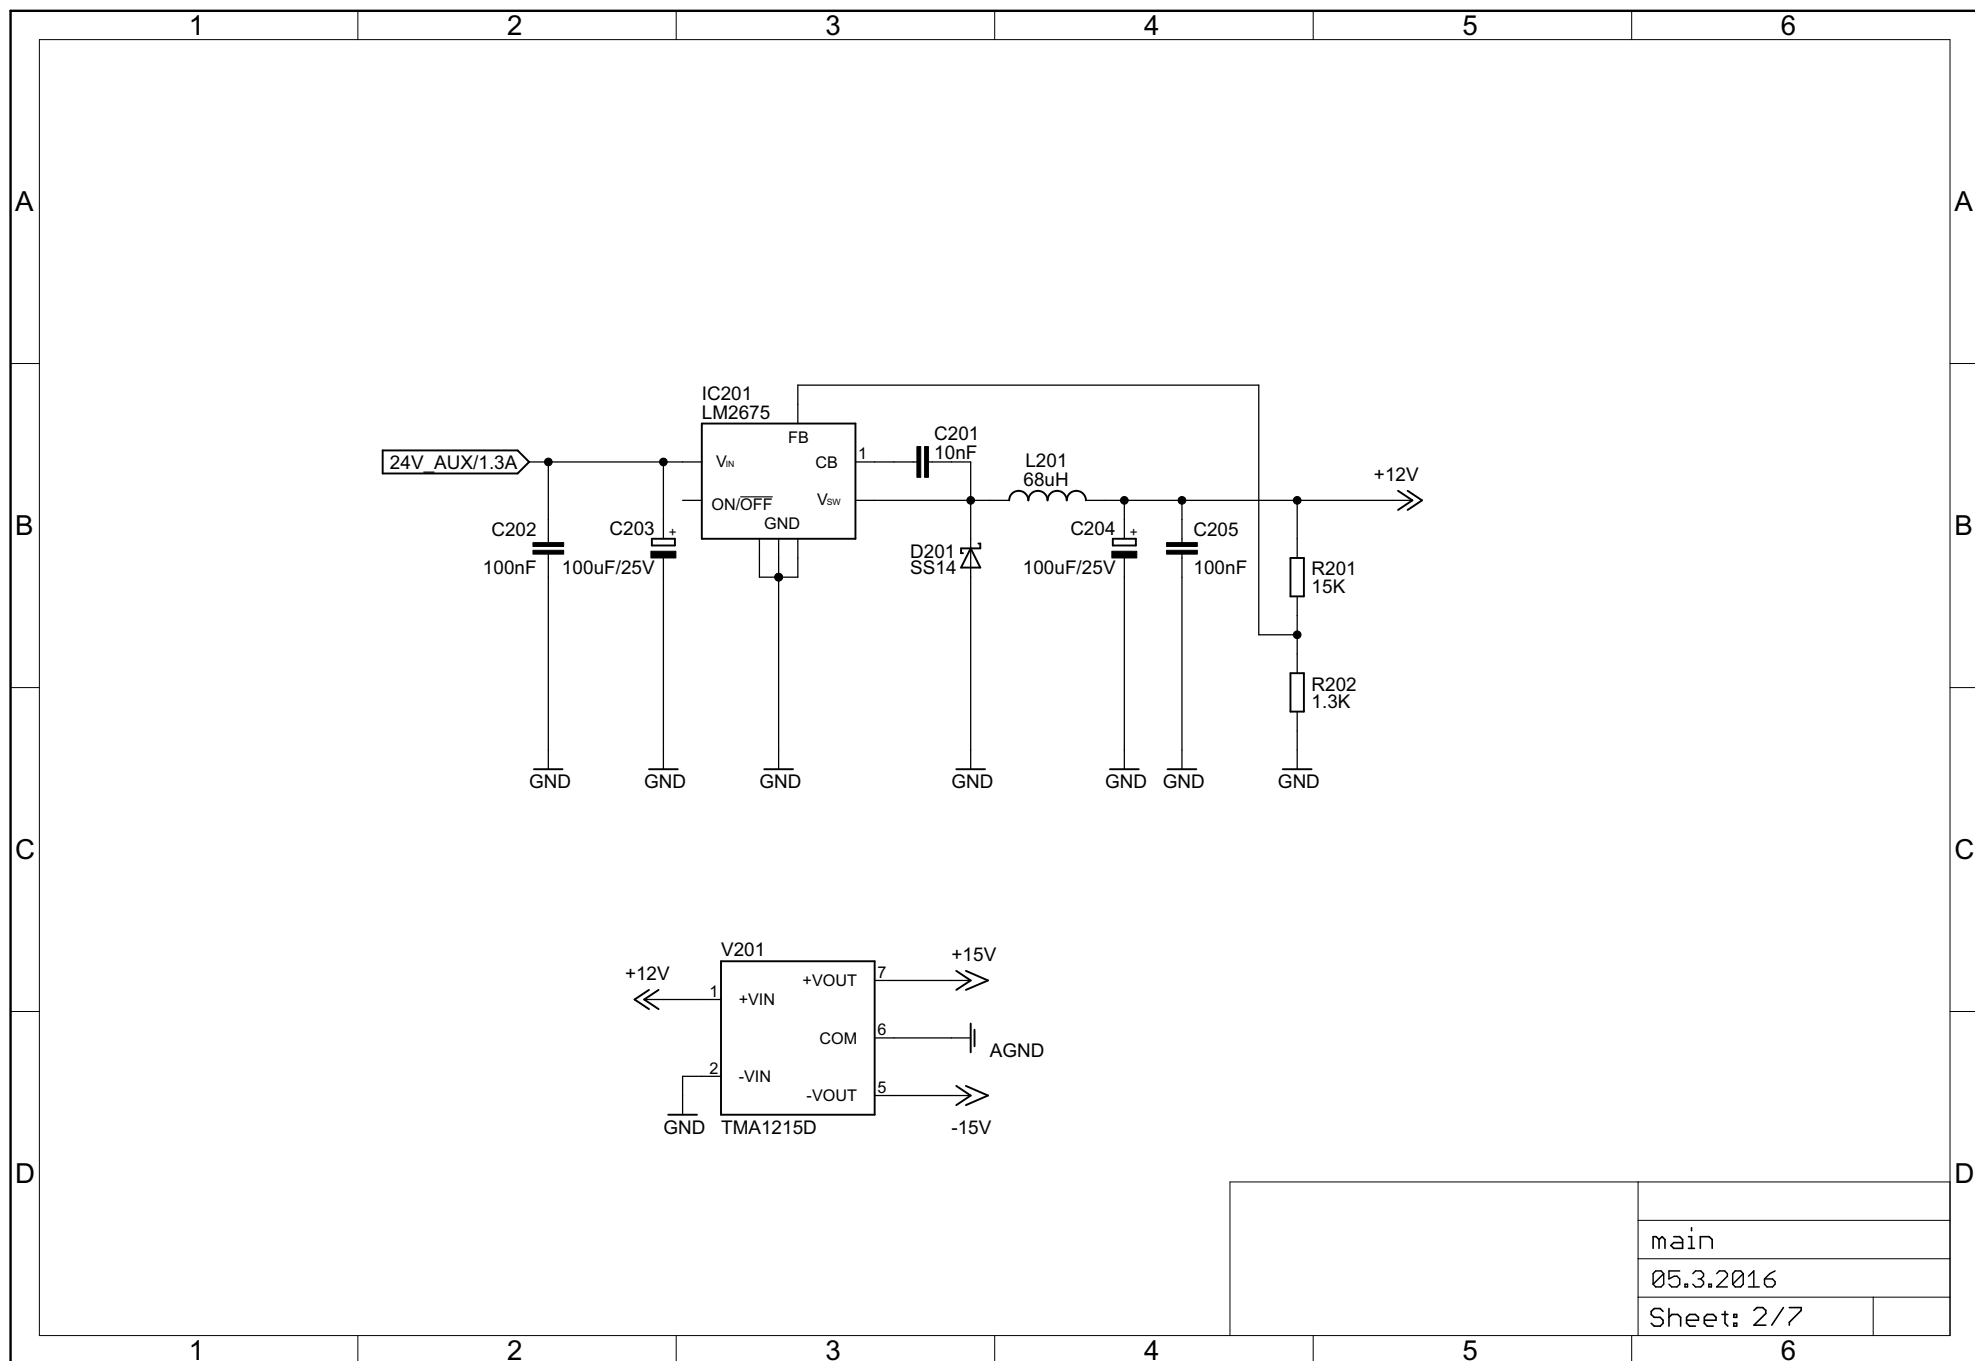 1 2 3 4 5 6
A A
IC201
LM2675
FB
C201
10nF
24V_AUX/1.3A
VIN
CB
1
L201
68uH
+12V
ON/OFF
VSW
GND
C202
100nF
C203
+
100uF/25V
D201
SS14
C204
+
100uF/25V
C205
100nF
R201
15K
B B
R202
1.3K
GND GND GND GND GND GND GND
C C
V201
+12V
1
+VIN
+VOUT
7
+15V
COM
6
AGND
2
-VIN
-VOUT
5
-15V
GND
TMA1215D
D D
main
05.3.2016
Sheet: 2/7
1 2 3 4 5 6